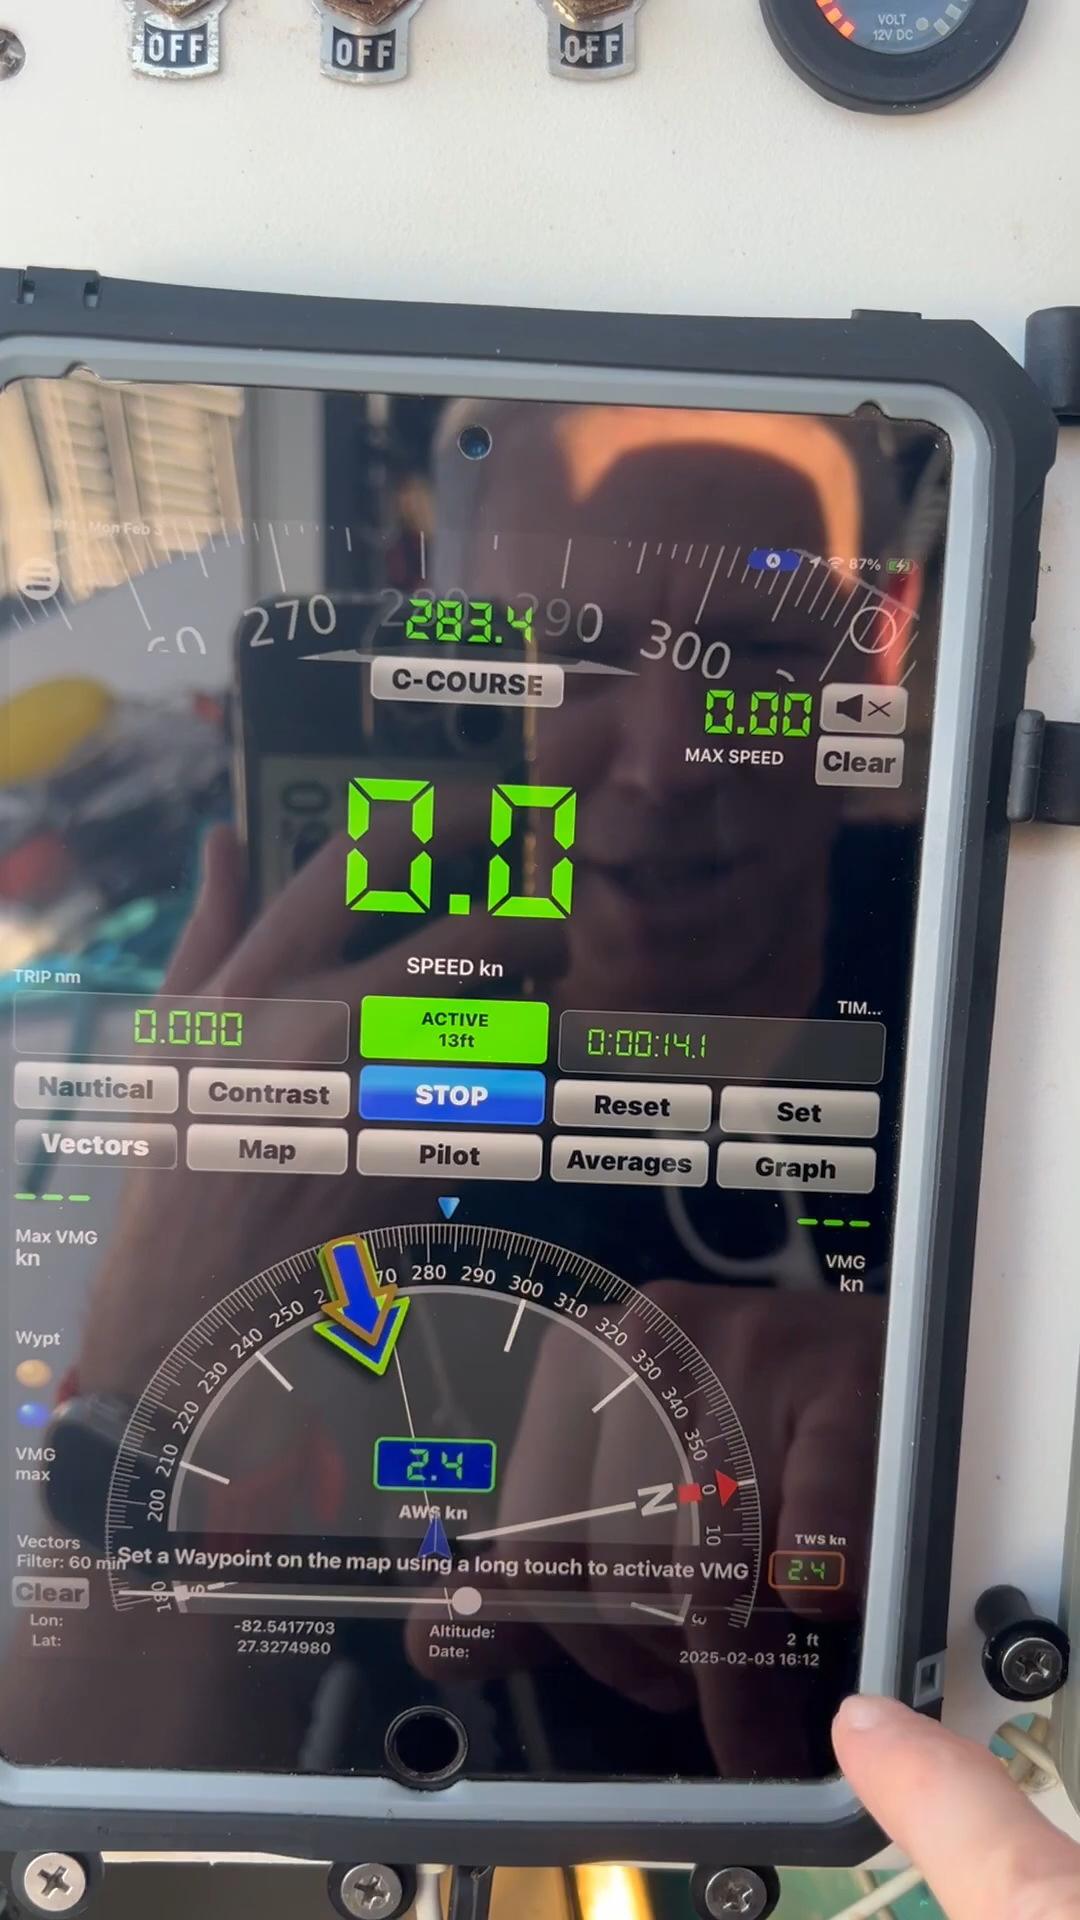 OFF
OFF
OFF
VOLT
12V DC
Mon Feb 3
87%
270
290
300
283.4
C-COURSE
0.00
MAX SPEED
Clear
0.0
SPEED kn
TRIP nm
0.000
ACTIVE
13ft
TIM...
0:00:14.1
Nautical
Contrast
STOP
Reset
Set
Vectors
Map
Pilot
Averages
Graph
---
Max VMG
kn
---
VMG
kn
Wypt
VMG
max
200
210
220
230
240
250
280
290
300
310
320
330
340
350
0
10
2.4
AWS kn
N
Vectors
Filter: 60 min
Clear
Set a Waypoint on the map using a long touch to activate VMG
TWS kn
2.4
180
Lon:
-82.5417703
Lat:
27.3274980
Altitude:
2 ft
Date:
2025-02-03 16:12